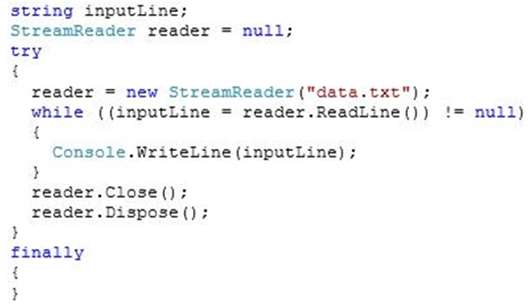 string inputLine;
StreamReader reader = null;
try
{
  reader = new StreamReader("data.txt");
  while ((inputLine = reader.ReadLine()) != null)
  {
    Console.WriteLine(inputLine);
  }
  reader.Close();
  reader.Dispose();
}
finally
{
}